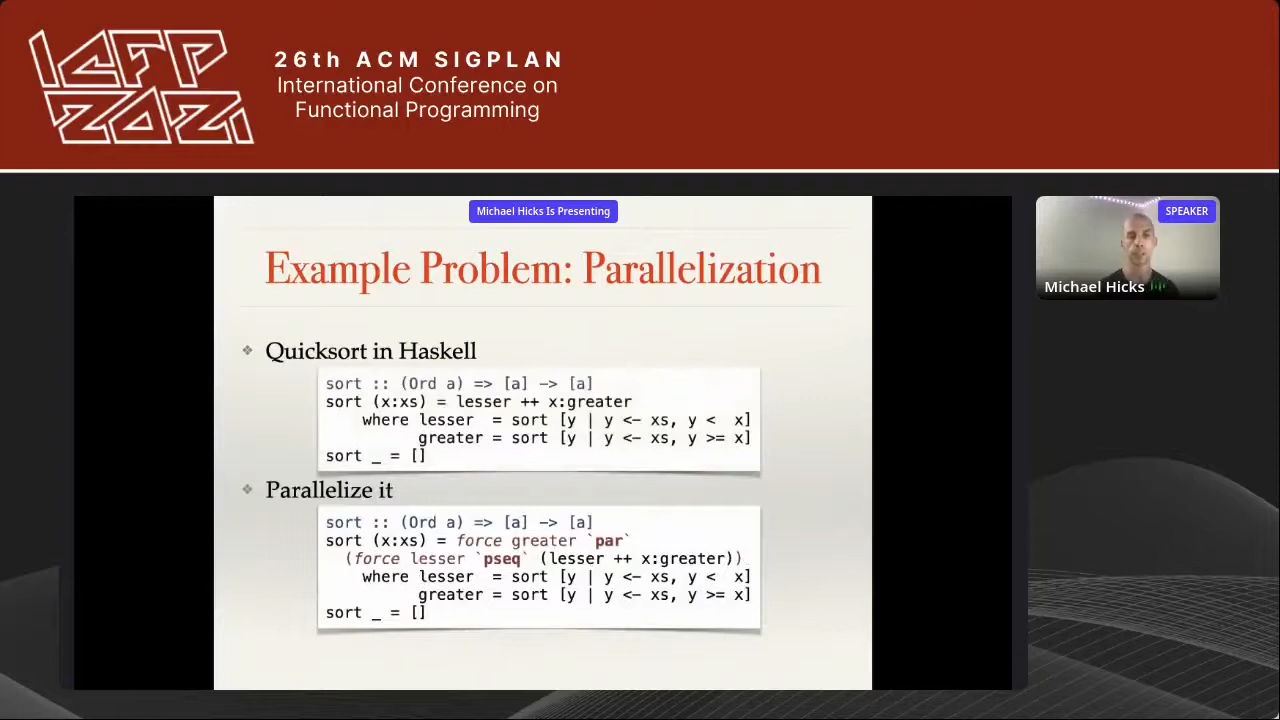 ICFP
2021
26th ACM SIGPLAN
International Conference on
Functional Programming
Michael Hicks Is Presenting
SPEAKER
Michael Hicks
Example Problem: Parallelization
❖ Quicksort in Haskell
sort :: (Ord a) => [a] -> [a]
sort (x:xs) = lesser ++ x:greater
    where lesser  = sort [y | y <- xs, y <  x]
          greater = sort [y | y <- xs, y >= x]
sort _ = []
❖ Parallelize it
sort :: (Ord a) => [a] -> [a]
sort (x:xs) = force greater `par`
  (force lesser `pseq` (lesser ++ x:greater))
    where lesser  = sort [y | y <- xs, y <  x]
          greater = sort [y | y <- xs, y >= x]
sort _ = []